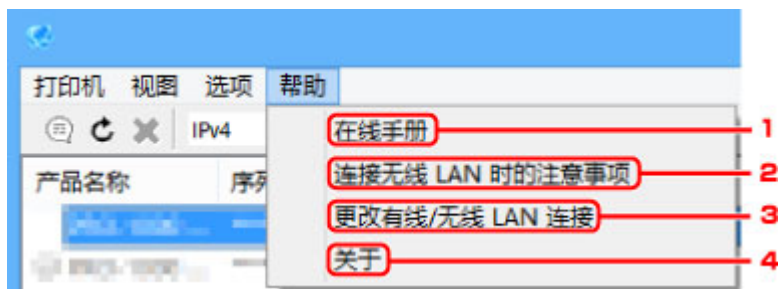 打印机 视图 选项 帮助
IPv4
在线手册 1
连接无线 LAN 时的注意事项 2
产品名称
更改有线/无线 LAN 连接 3
关于 4